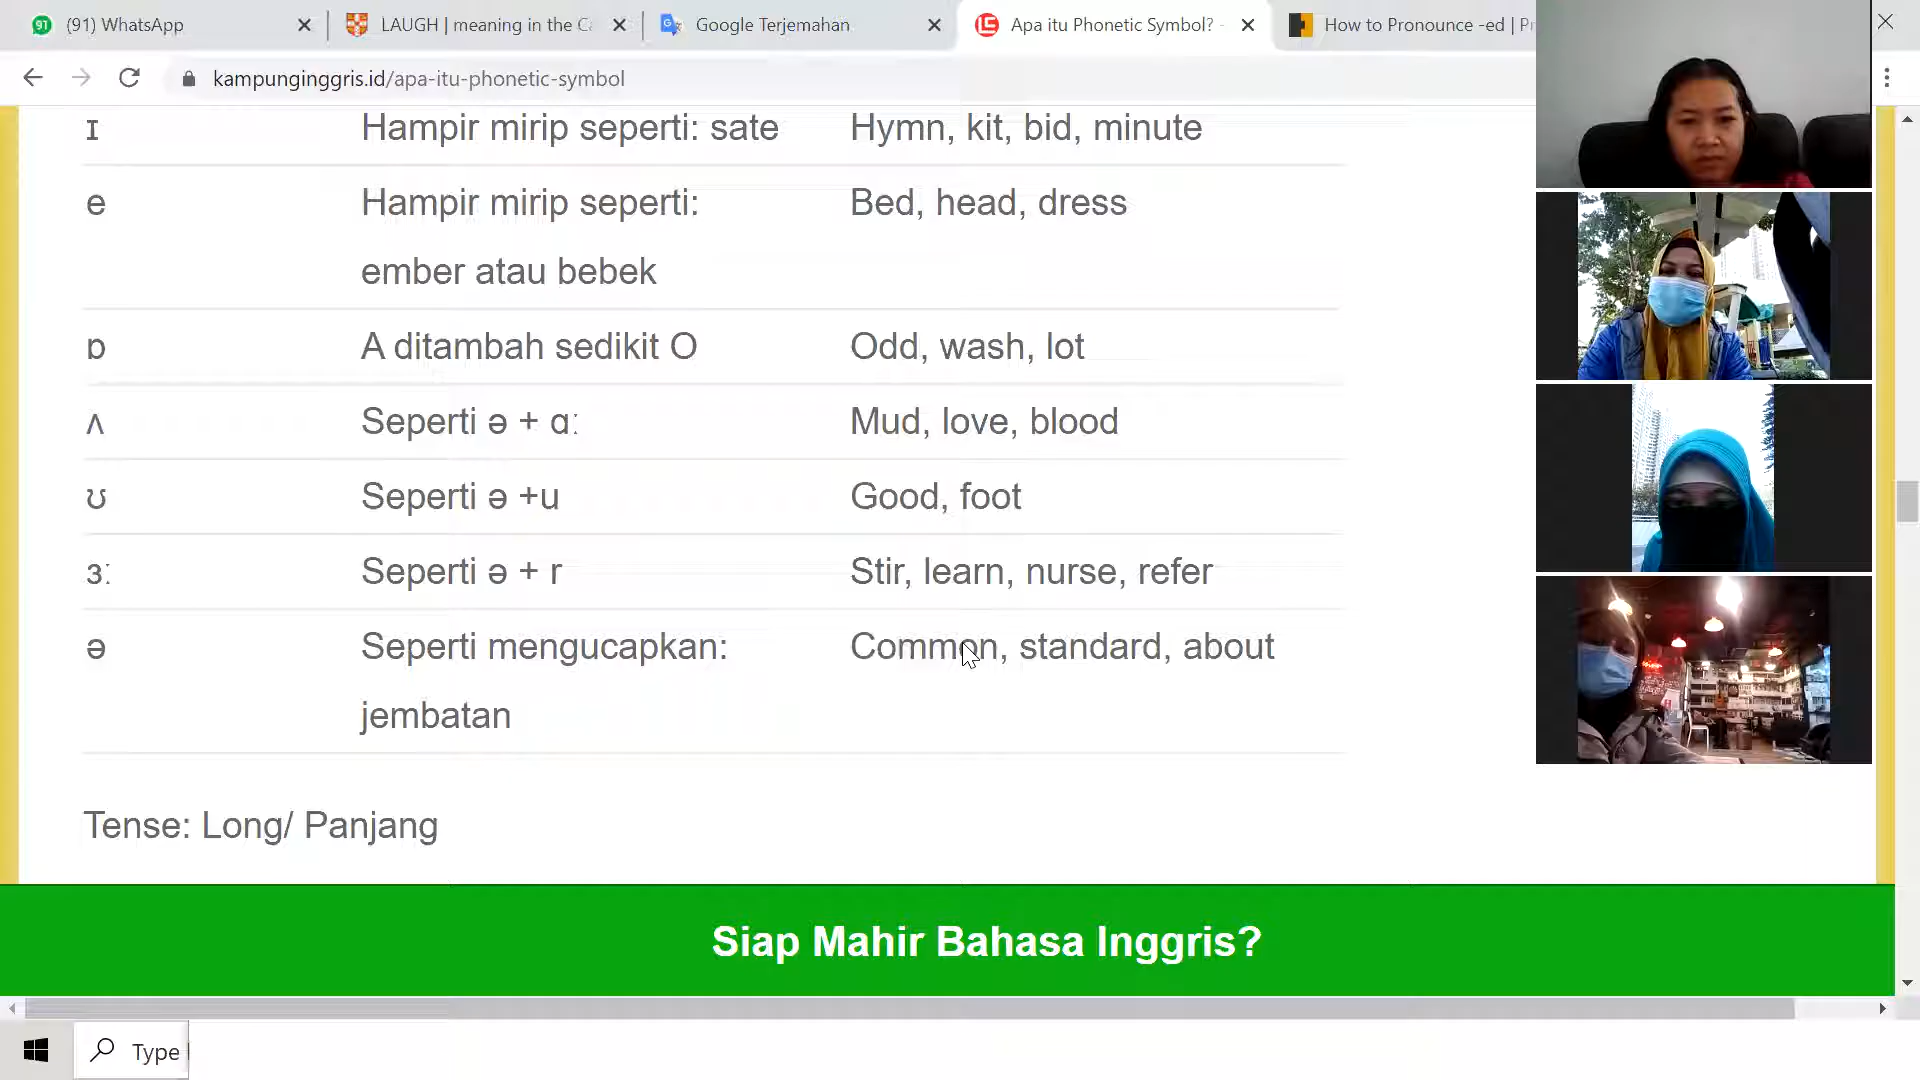 91 (91) WhatsApp
LAUGH | meaning in the Ca
Google Terjemahan
Apa itu Phonetic Symbol? -
How to Pronounce -ed | Pr
kampunginggris.id/apa-itu-phonetic-symbol
ɪ Hampir mirip seperti: sate Hymn, kit, bid, minute
e Hampir mirip seperti: Bed, head, dress
ember atau bebek
ɒ A ditambah sedikit O Odd, wash, lot
ʌ Seperti ə + ɑː Mud, love, blood
ʊ Seperti ə +u Good, foot
ɜː Seperti ə + r Stir, learn, nurse, refer
ə Seperti mengucapkan: Common, standard, about
jembatan
Tense: Long/ Panjang
Siap Mahir Bahasa Inggris?
Type